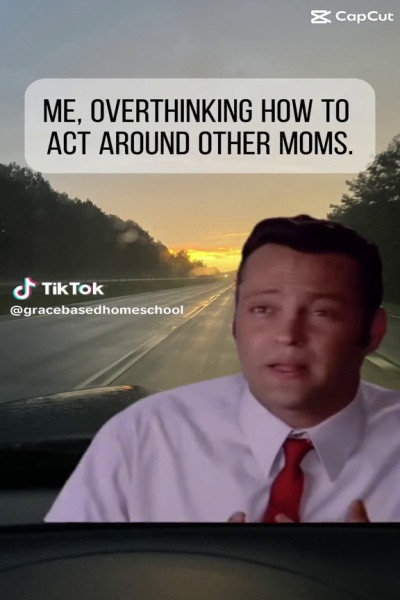 CapCut
ME, OVERTHINKING HOW TO
ACT AROUND OTHER MOMS.
TikTok
@gracebasedhomeschool